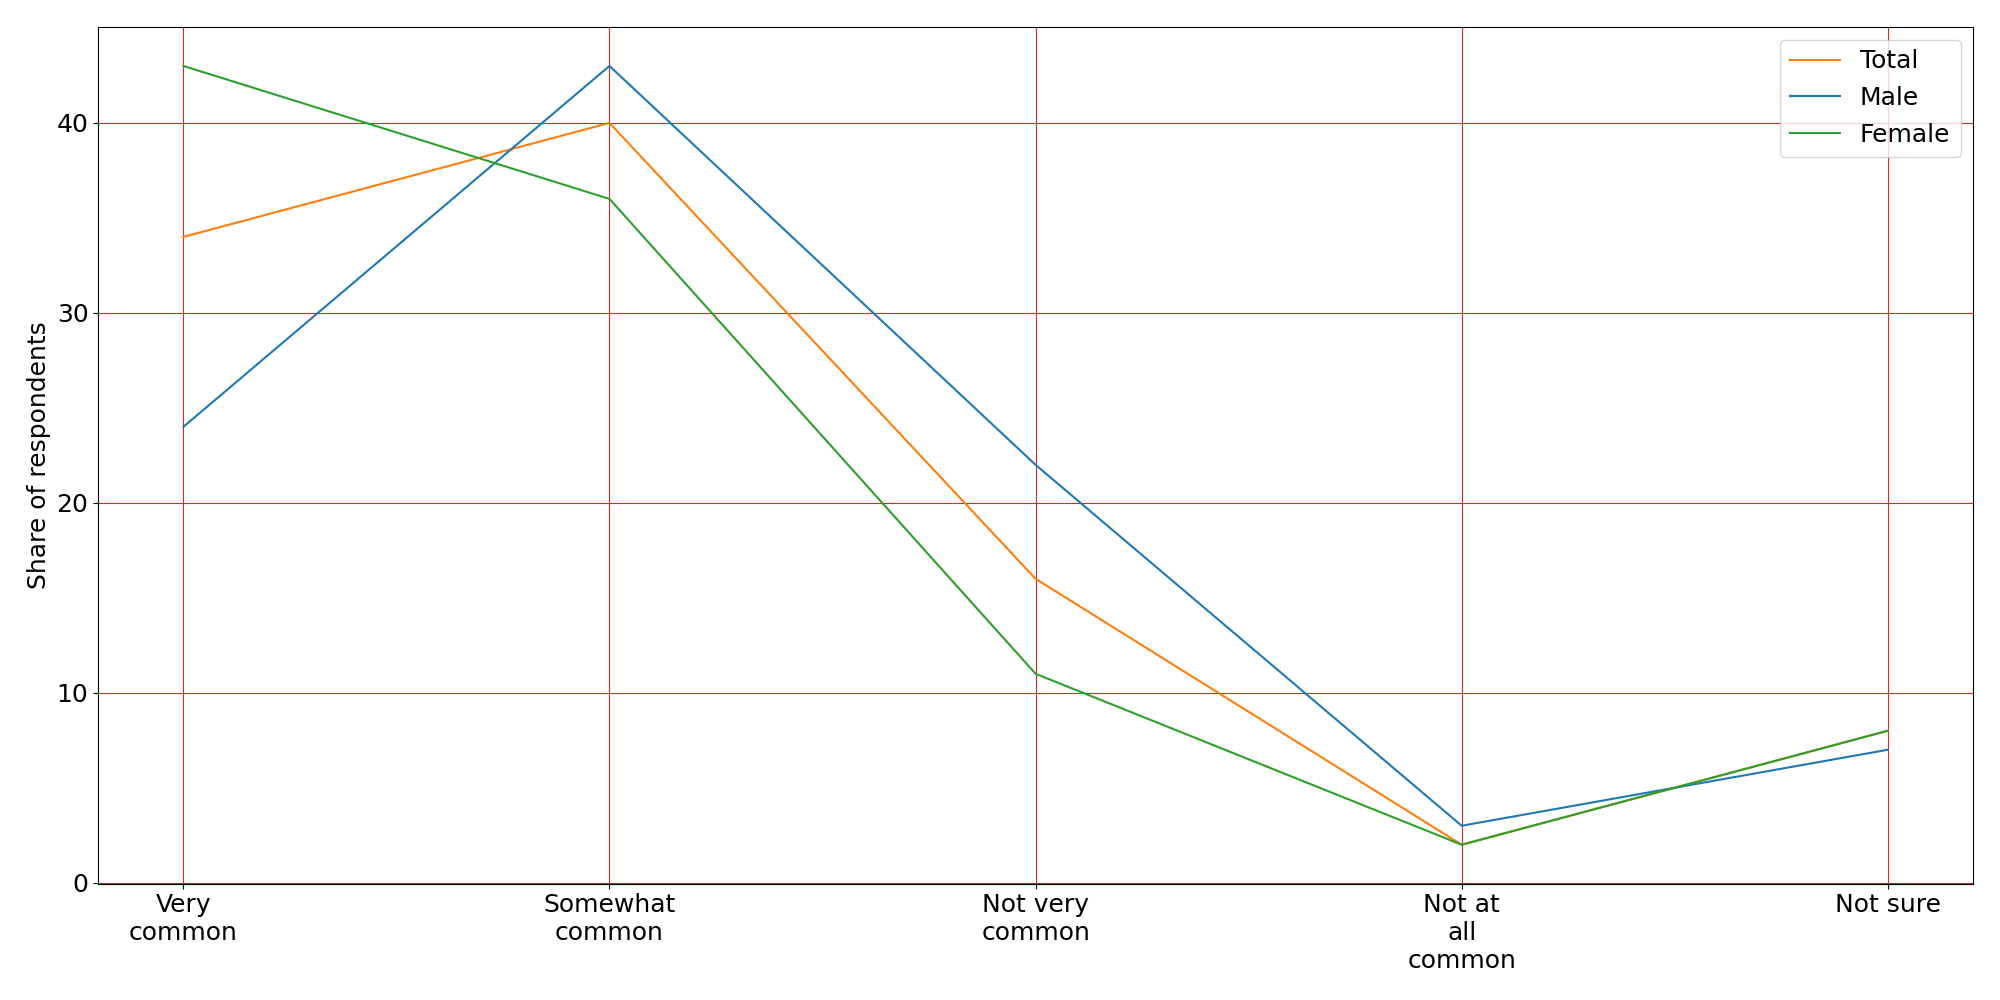 Total
Male
Female
Share of respondents
40
30
20
10
0
Very
common
Somewhat
common
Not very
common
Not at
all
common
Not sure